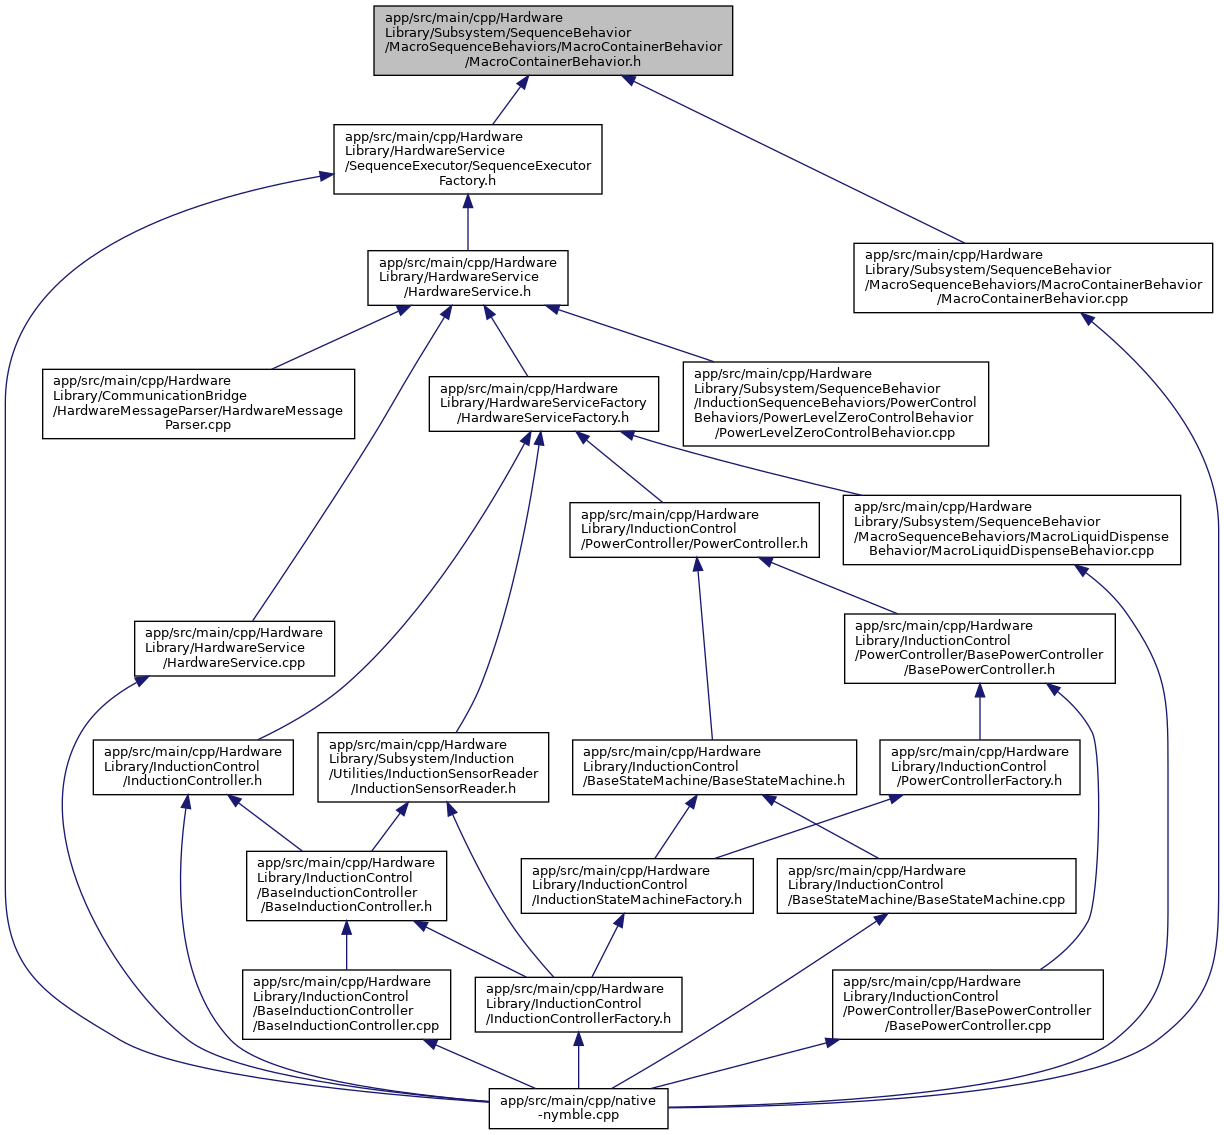 app/src/main/cpp/Hardware
Library/Subsystem/SequenceBehavior
/MacroSequenceBehaviors/MacroContainerBehavior
/MacroContainerBehavior.h
app/src/main/cpp/Hardware
Library/HardwareService
/SequenceExecutor/SequenceExecutor
Factory.h
app/src/main/cpp/Hardware
Library/HardwareService
/HardwareService.h
app/src/main/cpp/Hardware
Library/Subsystem/SequenceBehavior
/MacroSequenceBehaviors/MacroContainerBehavior
/MacroContainerBehavior.cpp
app/src/main/cpp/Hardware
Library/CommunicationBridge
/HardwareMessageParser/HardwareMessage
Parser.cpp
app/src/main/cpp/Hardware
Library/HardwareServiceFactory
/HardwareServiceFactory.h
app/src/main/cpp/Hardware
Library/Subsystem/SequenceBehavior
/InductionSequenceBehaviors/PowerControl
Behaviors/PowerLevelZeroControlBehavior
/PowerLevelZeroControlBehavior.cpp
app/src/main/cpp/Hardware
Library/InductionControl
/PowerController/PowerController.h
app/src/main/cpp/Hardware
Library/Subsystem/SequenceBehavior
/MacroSequenceBehaviors/MacroLiquidDispense
Behavior/MacroLiquidDispenseBehavior.cpp
app/src/main/cpp/Hardware
Library/HardwareService
/HardwareService.cpp
app/src/main/cpp/Hardware
Library/InductionControl
/PowerController/BasePowerController
/BasePowerController.h
app/src/main/cpp/Hardware
Library/InductionControl
/InductionController.h
app/src/main/cpp/Hardware
Library/Subsystem/Induction
/Utilities/InductionSensorReader
/InductionSensorReader.h
app/src/main/cpp/Hardware
Library/InductionControl
/BaseStateMachine/BaseStateMachine.h
app/src/main/cpp/Hardware
Library/InductionControl
/PowerControllerFactory.h
app/src/main/cpp/Hardware
Library/InductionControl
/BaseInductionController
/BaseInductionController.h
app/src/main/cpp/Hardware
Library/InductionControl
/InductionStateMachineFactory.h
app/src/main/cpp/Hardware
Library/InductionControl
/BaseStateMachine/BaseStateMachine.cpp
app/src/main/cpp/Hardware
Library/InductionControl
/BaseInductionController
/BaseInductionController.cpp
app/src/main/cpp/Hardware
Library/InductionControl
/InductionControllerFactory.h
app/src/main/cpp/Hardware
Library/InductionControl
/PowerController/BasePowerController
/BasePowerController.cpp
app/src/main/cpp/native
-nymble.cpp